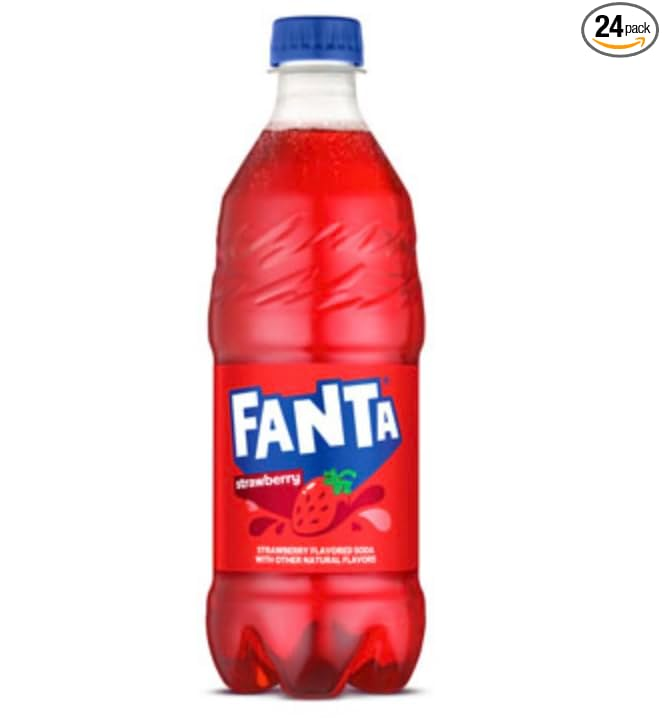 24 pack
FANTA
strawberry
STRAWBERRY FLAVORED SODA
WITH OTHER NATURAL FLAVORS